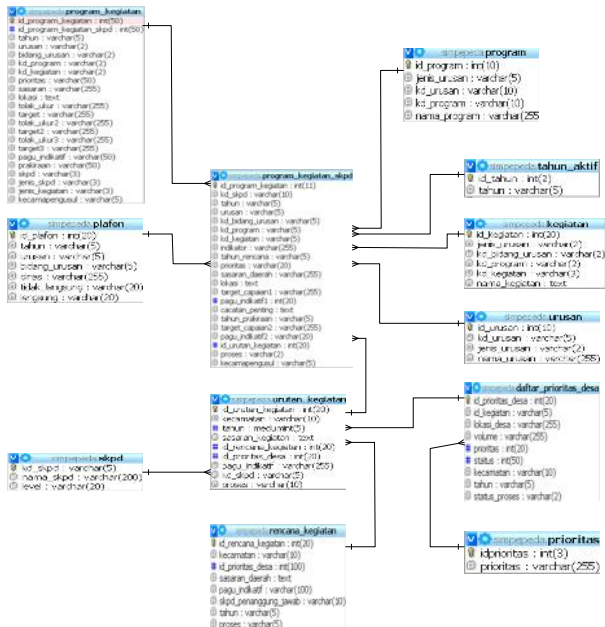 simpepeda program_kegiatan
id_program_kegiatan : int(50)
id_program_kegiatan_skpd : int(50)
tahun : varchar(5)
urusan : varchar(2)
bidang_urusan : varchar(2)
kd_program : varchar(2)
kd_kegiatan : varchar(2)
prioritas : varchar(50)
sasaran : varchar(255)
lokasi : text
tolak_ukur : varchar(255)
target : varchar(255)
tolak_ukur2 : varchar(255)
target2 : varchar(255)
tolak_ukur3 : varchar(255)
target3 : varchar(255)
pagu_indikatif : varchar(50)
prakiraan : varchar(50)
skpd : varchar(3)
jenis_skpd : varchar(3)
jenis_kegiatan : varchar(3)
kecamapengusul : varchar(5)
simpepeda program
id_program : int(10)
jenis_urusan : varchar(5)
kd_urusan : varchar(10)
kd_program : varchar(10)
nama_program : varchar(255
simpepeda program_kegiatan_skpd
id_program_kegiatan : int(11)
kd_skpd : varchar(10)
tahun : varchar(5)
urusan : varchar(5)
kd_bidang_urusan : varchar(5)
kd_program : varchar(5)
kd_kegiatan : varchar(5)
indikator : varchar(255)
tahun_rencana : varchar(5)
prioritas : varchar(20)
sasaran_daerah : varchar(255)
lokasi : text
target_capaian1 : varchar(255)
pagu_indikatif1 : int(20)
cacatan_penting : text
tahun_prakiraan : varchar(5)
target_capaian2 : varchar(255)
pagu_indikatif2 : int(20)
id_urutan_kegiatan : int(20)
proses : varchar(2)
kecamapengusul : varchar(5)
simpepeda tahun_aktif
id_tahun : int(2)
tahun : varchar(5)
simpepeda plafon
id_plafon : int(20)
tahun : varchar(5)
urusan : varchar(5)
bidang_urusan : varchar(5)
dinas : varchar(255)
tidak_langsung : varchar(20)
langsung : varchar(20)
simpepeda kegiatan
id_kegiatan : int(20)
jenis_urusan : varchar(2)
kd_bidang_urusan : varchar(2)
kd_program : varchar(2)
kd_kegiatan : varchar(3)
nama_kegiatan : text
simpepeda urusan
id_urusan : int(10)
kd_urusan : varchar(5)
jenis_urusan : varchar(2)
nama_urusan : varchar(255)
simpepeda urutan_kegiatan
id_urutan_kegiatan : int(20)
kecamatan : varchar(10)
tahun : mediumint(5)
sasaran_kegiatan : text
id_rencana_kegiatan : int(20)
id_prioritas_desa : int(20)
pagu_indikatif : varchar(255)
kd_skpd : varchar(5)
proses : varchar(10)
simpepeda daftar_prioritas_desa
id_prioritas_desa : int(20)
id_kegiatan : varchar(5)
lokasi_desa : varchar(255)
volume : varchar(255)
prioritas : int(20)
status : int(50)
kecamatan : varchar(10)
tahun : varchar(5)
status_proses : varchar(2)
simpepeda skpd
kd_skpd : varchar(5)
nama_skpd : varchar(200)
level : varchar(20)
simpepeda rencana_kegiatan
id_rencana_kegiatan : int(20)
kecamatan : varchar(10)
id_prioritas_desa : int(100)
sasaran_daerah : text
pagu_indikatif : varchar(100)
skpd_penanggung_jawab : varchar(10)
tahun : varchar(5)
proses : varchar(5)
simpepeda prioritas
idprioritas : int(3)
prioritas : varchar(255)